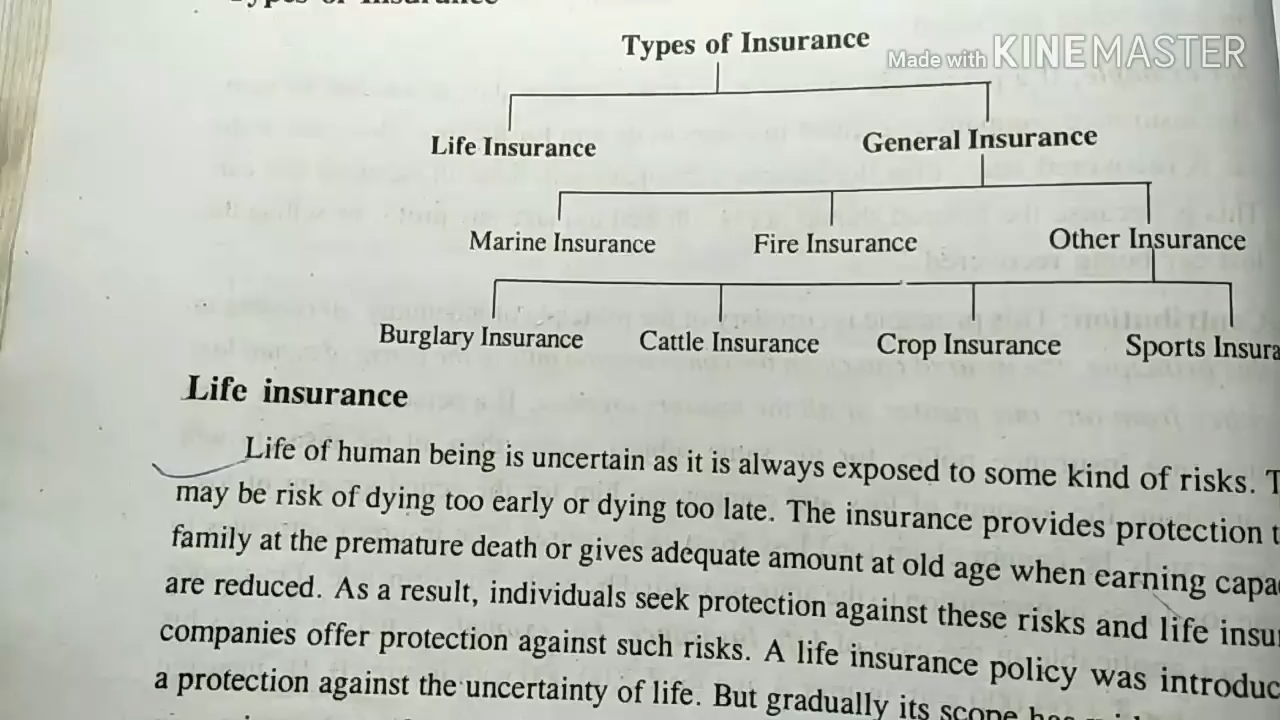 Types of Insurance
Types of Insurance
Made with KINEMASTER
Life Insurance
General Insurance
Marine Insurance
Fire Insurance
Other Insurance
Burglary Insurance
Cattle Insurance
Crop Insurance
Sports Insura
Life insurance
Life of human being is uncertain as it is always exposed to some kind of risks. T
may be risk of dying too early or dying too late. The insurance provides protection t
family at the premature death or gives adequate amount at old age when earning capa
are reduced. As a result, individuals seek protection against these risks and life insu
companies offer protection against such risks. A life insurance policy was introduc
a protection against the uncertainty of life. But gradually its scope has